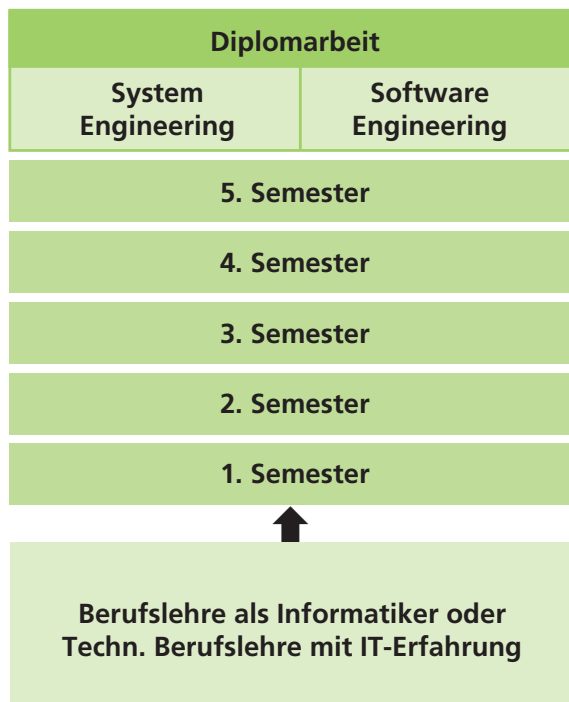 Diplomarbeit
System
Engineering
Software
Engineering
5. Semester
4. Semester
3. Semester
2. Semester
1. Semester
Berufslehre als Informatiker oder
Techn. Berufslehre mit IT-Erfahrung